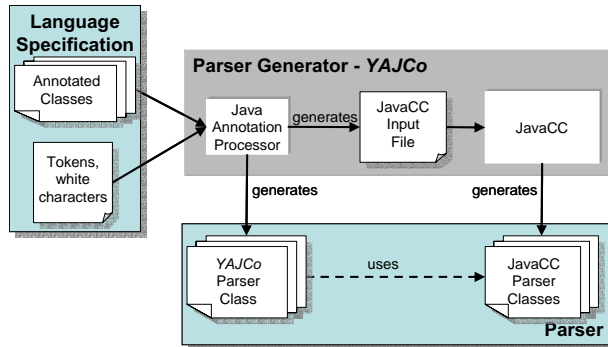 Language
Specification
Annotated
Classes
Tokens,
white
characters
Parser Generator - YAJCo
Java
Annotation
Processor
generates
JavaCC
Input
File
JavaCC
generates
generates
YAJCo
Parser
Class
uses
JavaCC
Parser
Classes
Parser